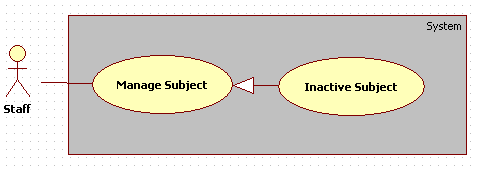 System
Manage Subject
Inactive Subject
Staff